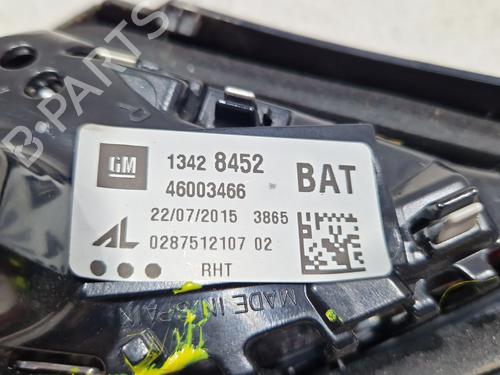 B-PARTS
GM 1342 8452
46003466 BAT
22/07/2015 3865
AL 0287512107 02
RHT
MADE IN SPAIN